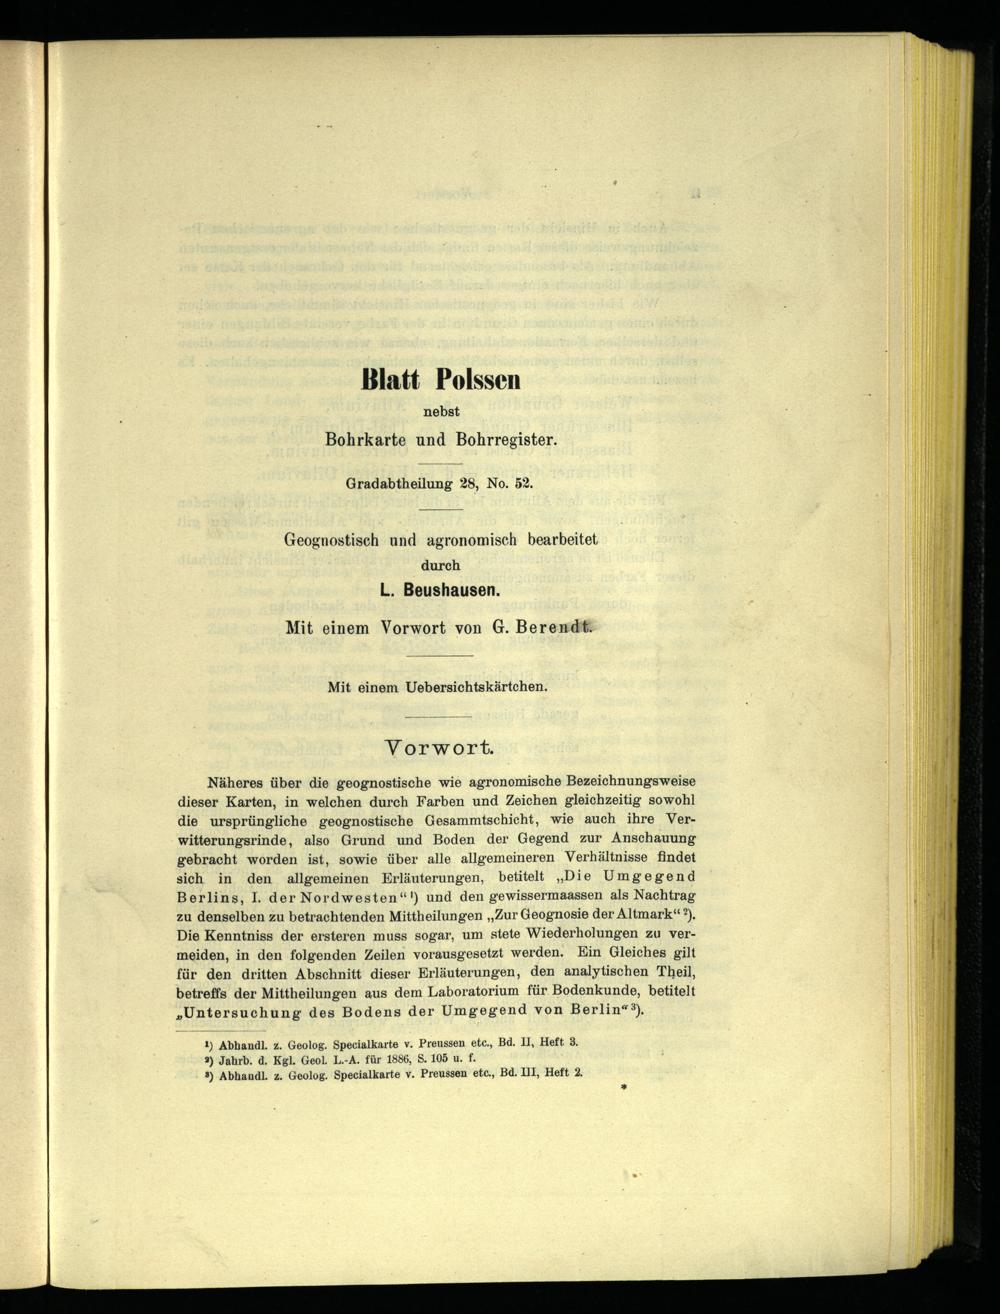 Blatt Polssen
nebst
Bohrkarte und Bohrregister.
Gradabtheilung 28, No. 52.
Geognostisch und agronomisch bearbeitet
durch
L. Beushausen.
Mit einem Vorwort von G. Berendt.
Mit einem Uebersichtskärtchen.
Vorwort.
Näheres über die geognostische wie agronomische Bezeichnungsweise
dieser Karten, in welchen durch Farben und Zeichen gleichzeitig sowohl
die ursprüngliche geognostische Gesammtschicht, wie auch ihre Ver-
witterungsrinde, also Grund und Boden der Gegend zur Anschauung
gebracht worden ist, sowie über alle allgemeineren Verhältnisse findet
sich in den allgemeinen Erläuterungen, betitelt „Die Umgegend
Berlins, I. der Nordwesten“ ¹) und den gewissermaassen als Nachtrag
zu denselben zu betrachtenden Mittheilungen „Zur Geognosie der Altmark“ ²).
Die Kenntniss der ersteren muss sogar, um stete Wiederholungen zu ver-
meiden, in den folgenden Zeilen vorausgesetzt werden. Ein Gleiches gilt
für den dritten Abschnitt dieser Erläuterungen, den analytischen Theil,
betreffs der Mittheilungen aus dem Laboratorium für Bodenkunde, betitelt
„Untersuchung des Bodens der Umgegend von Berlin“ ³).
¹) Abhandl. z. Geolog. Specialkarte v. Preussen etc., Bd. II, Heft 3.
²) Jahrb. d. Kgl. Geol. L.-A. für 1886, S. 105 u. f.
³) Abhandl. z. Geolog. Specialkarte v. Preussen etc., Bd. III, Heft 2.
*